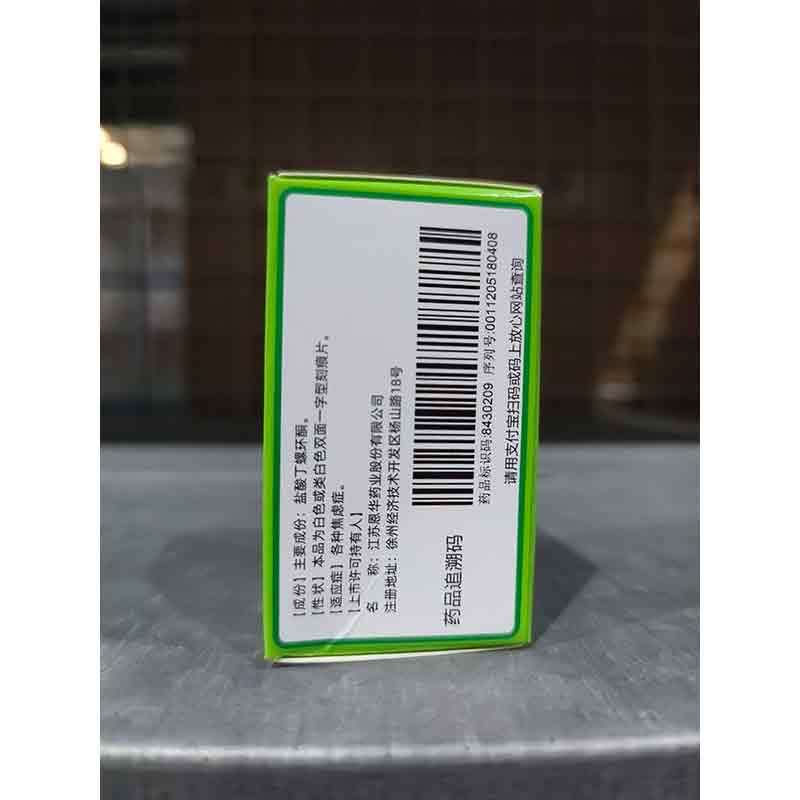 【成份】主要成份：盐酸丁螺环酮。
【性状】本品为白色或类白色双面一字型刻痕片。
【适应症】各种焦虑症。
【上市许可持有人】
名 称：江苏恩华药业股份有限公司
注册地址：徐州经济技术开发区杨山路18号
药品追溯码
药品标识码:8430209 序列号:0011205180408
请用支付宝扫码或码上放心网站查询